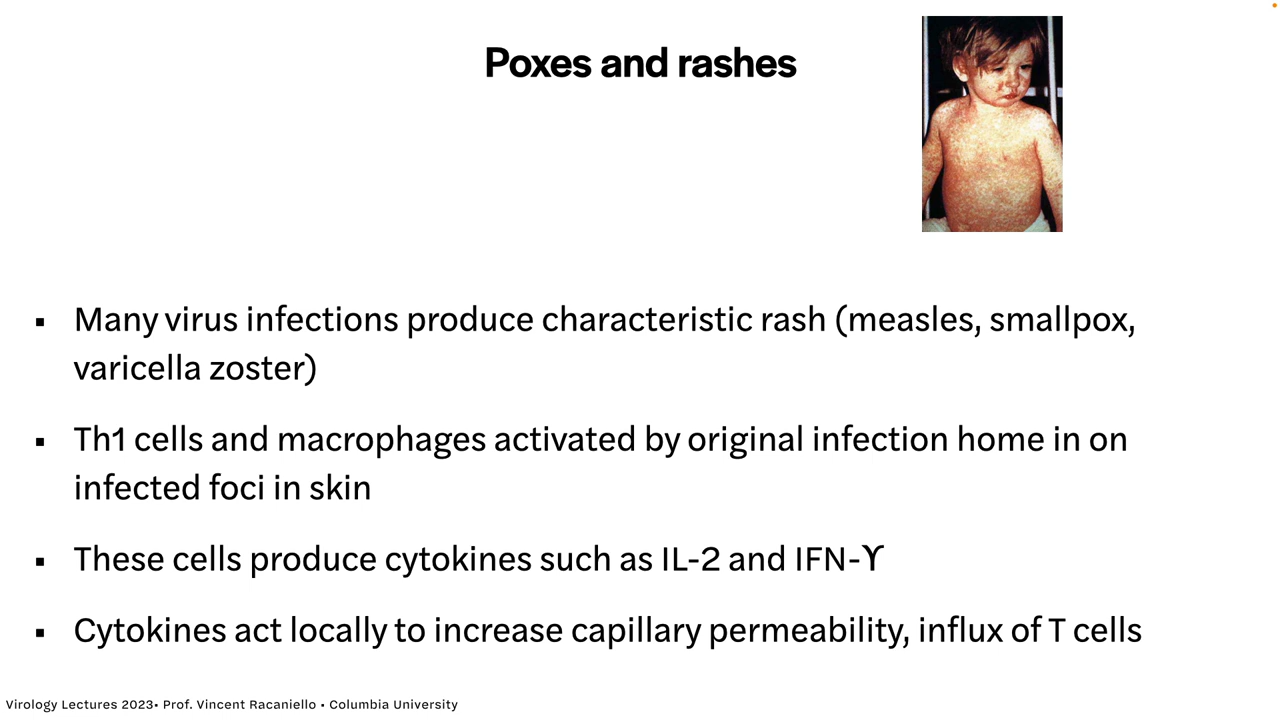 Poxes and rashes
▪ Many virus infections produce characteristic rash (measles, smallpox,
varicella zoster)
▪ Th1 cells and macrophages activated by original infection home in on
infected foci in skin
▪ These cells produce cytokines such as IL-2 and IFN-ϒ
▪ Cytokines act locally to increase capillary permeability, influx of T cells
Virology Lectures 2023• Prof. Vincent Racaniello • Columbia University